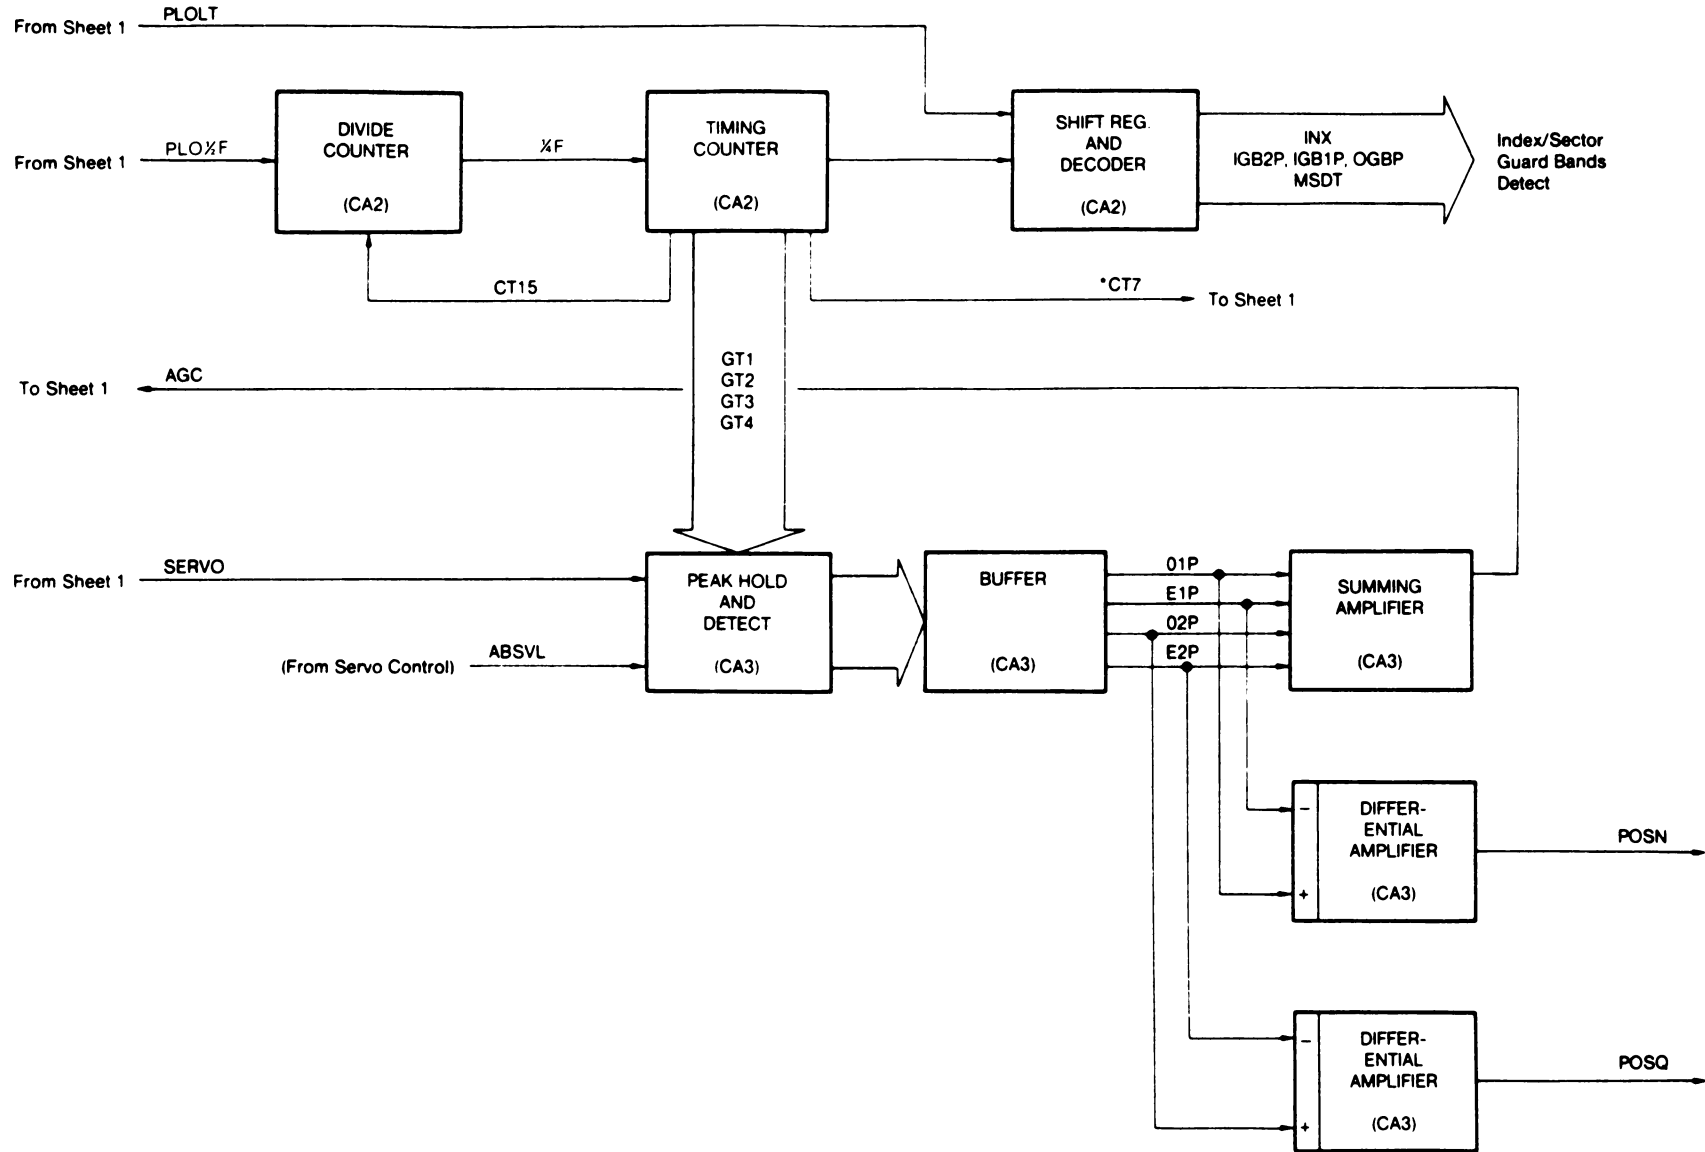 From Sheet 1
PLOLT
From Sheet 1
PLO½F
DIVIDE
COUNTER
(CA2)
¼F
TIMING
COUNTER
(CA2)
SHIFT REG.
AND
DECODER
(CA2)
INX
IGB2P, IGB1P, OGBP
MSDT
Index/Sector
Guard Bands
Detect
CT15
*CT7
To Sheet 1
To Sheet 1
AGC
GT1
GT2
GT3
GT4
From Sheet 1
SERVO
(From Servo Control)
ABSVL
PEAK HOLD
AND
DETECT
(CA3)
BUFFER
(CA3)
01P
E1P
02P
E2P
SUMMING
AMPLIFIER
(CA3)
−
+
DIFFER-
ENTIAL
AMPLIFIER
(CA3)
POSN
−
+
DIFFER-
ENTIAL
AMPLIFIER
(CA3)
POSQ